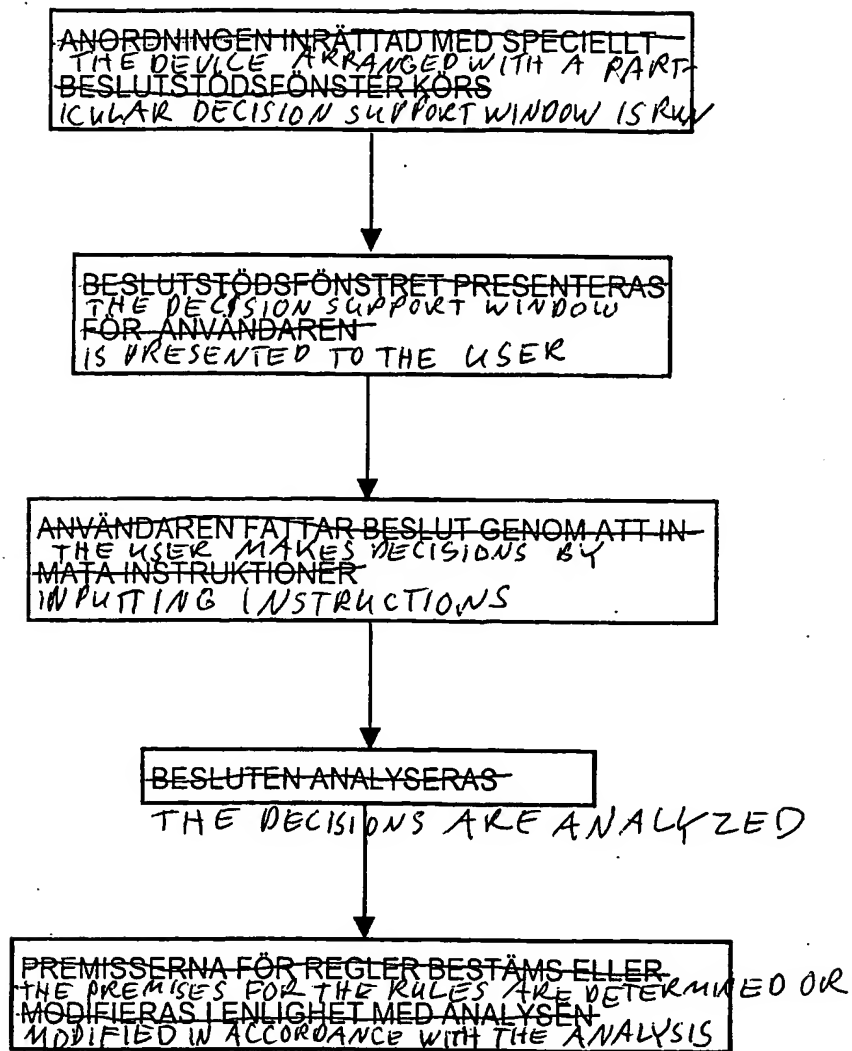 ANORDNINGEN INRÄTTAD MED SPECIELLT
THE DEVICE ARRANGED WITH A PART-
BESLUTSTÖDSFÖNSTER KÖRS
ICULAR DECISION SUPPORT WINDOW IS RUN
BESLUTSTÖDSFÖNSTRET PRESENTERAS
THE DECISION SUPPORT WINDOW
FÖR ANVÄNDAREN
IS PRESENTED TO THE USER
ANVÄNDAREN FATTAR BESLUT GENOM ATT IN-
THE USER MAKES DECISIONS BY
MATA INSTRUKTIONER
INPUTTING INSTRUCTIONS
BESLUTEN ANALYSERAS
THE DECISIONS ARE ANALYZED
PREMISSERNA FÖR REGLER BESTÄMS ELLER
THE PREMISES FOR THE RULES ARE DETERMINED OR
MODIFIERAS I ENLIGHET MED ANALYSEN
MODIFIED IN ACCORDANCE WITH THE ANALYSIS